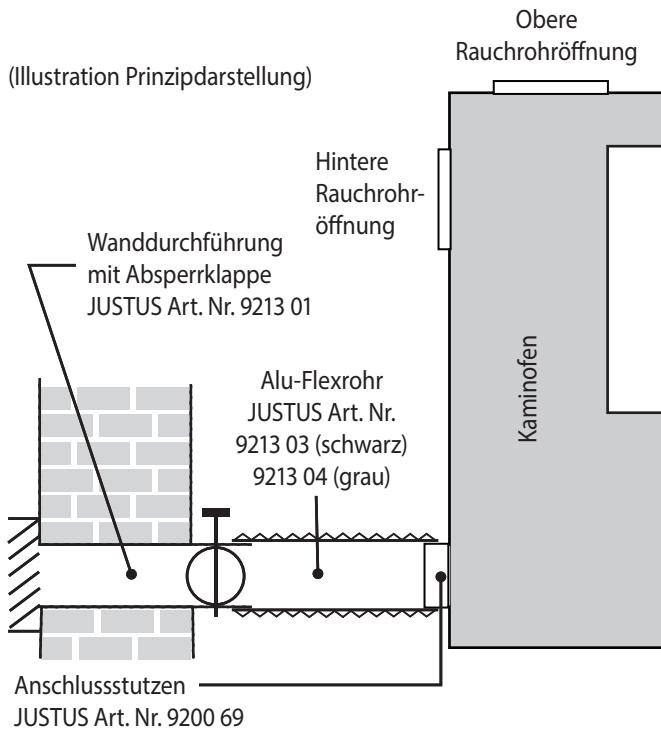 Obere
Rauchrohröffnung
(Illustration Prinzipdarstellung)
Hintere
Rauchrohr-
öffnung
Wanddurchführung
mit Absperrklappe
JUSTUS Art. Nr. 9213 01
Kaminofen
Alu-Flexrohr
JUSTUS Art. Nr.
9213 03 (schwarz)
9213 04 (grau)
Anschlussstutzen
JUSTUS Art. Nr. 9200 69